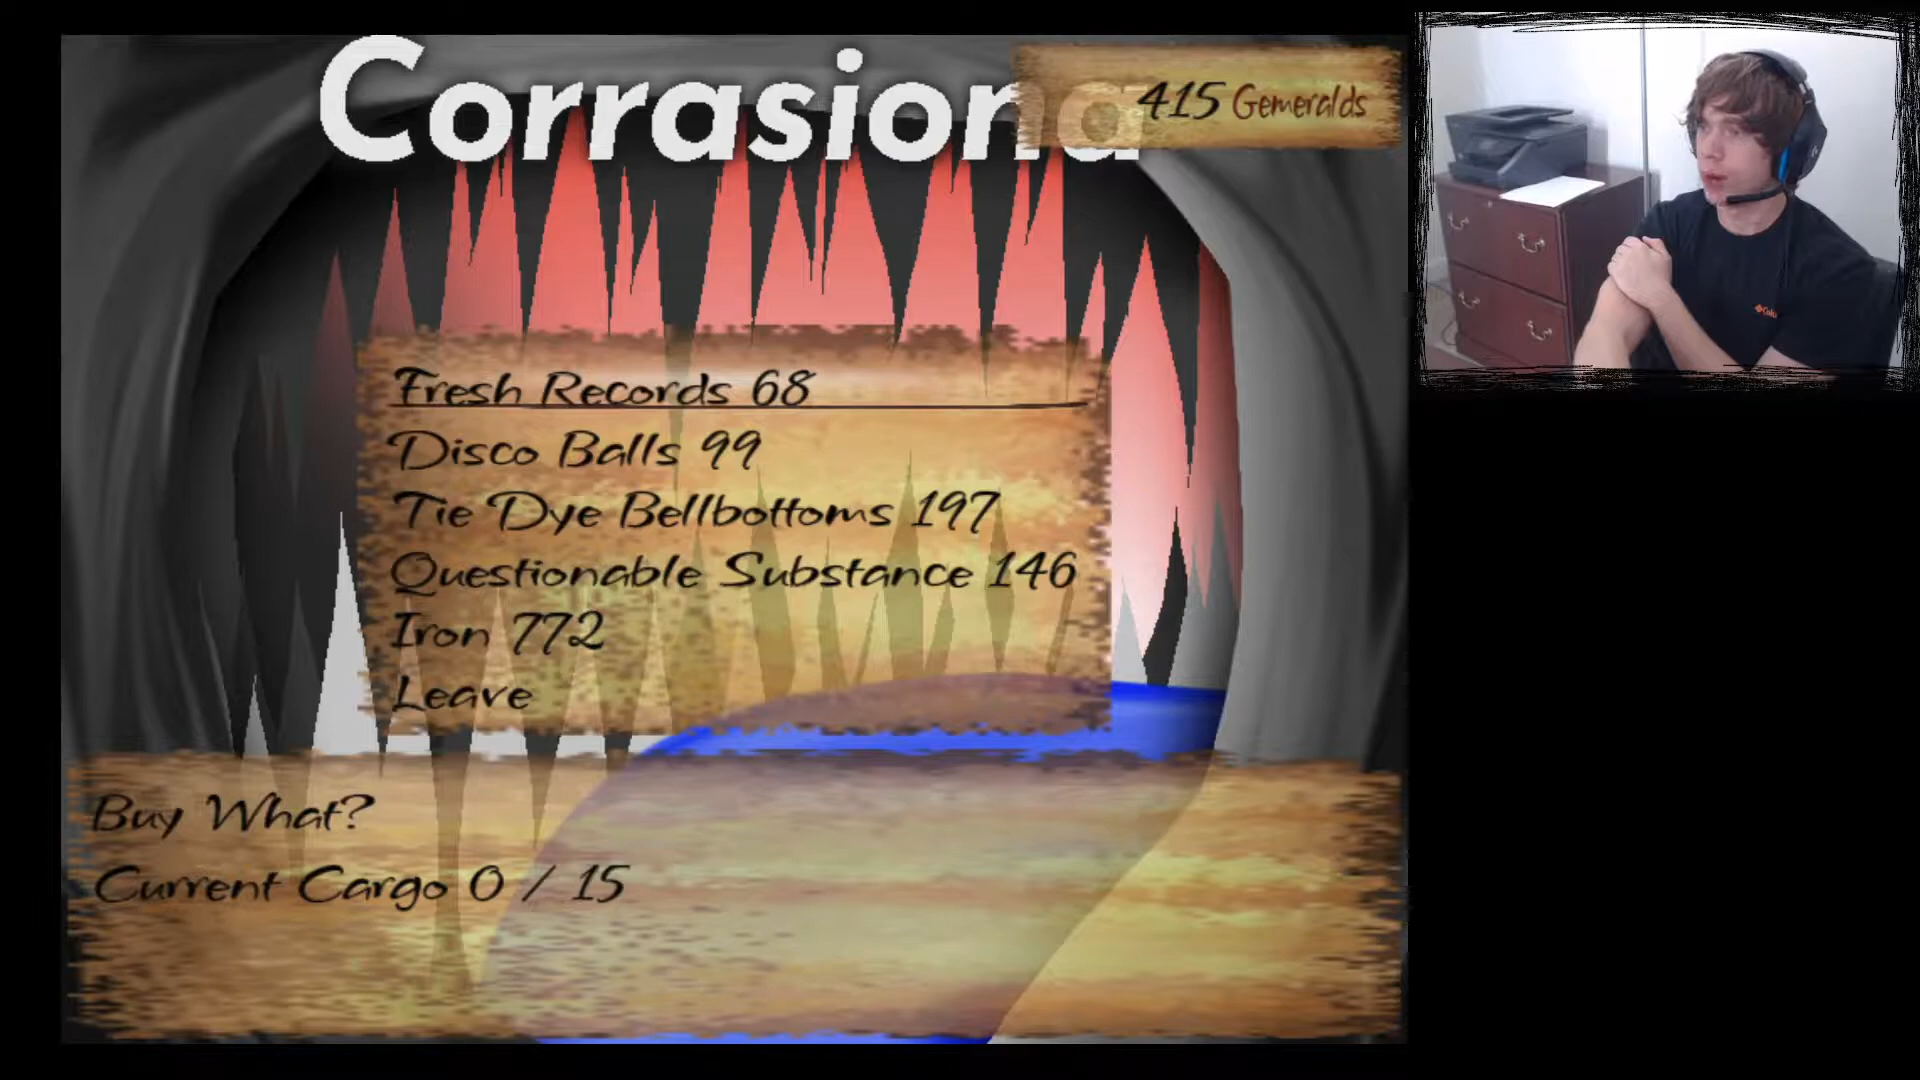 Corrasiona
415 Gemeralds
Fresh Records 68
Disco Balls 99
Tie Dye Bellbottoms 197
Questionable Substance 146
Iron 772
Leave
Buy What?
Current Cargo 0 / 15